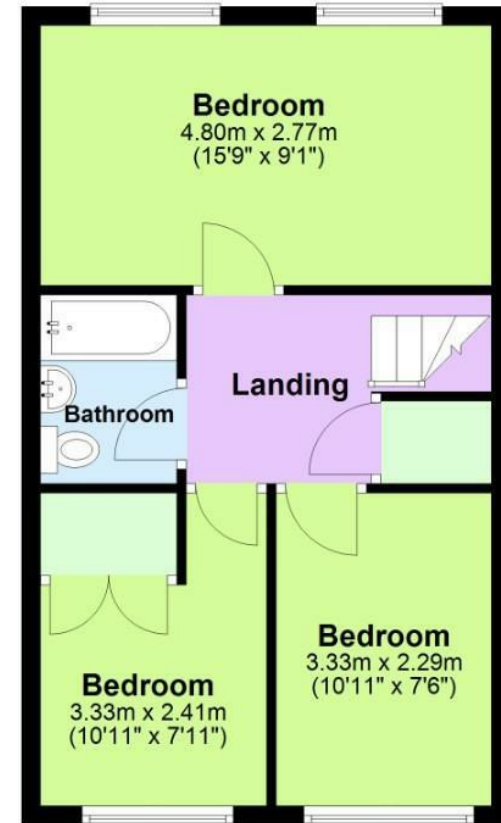 Bedroom
4.80m x 2.77m
(15'9" x 9'1")
Landing
Bathroom
Bedroom
3.33m x 2.29m
(10'11" x 7'6")
Bedroom
3.33m x 2.41m
(10'11" x 7'11")